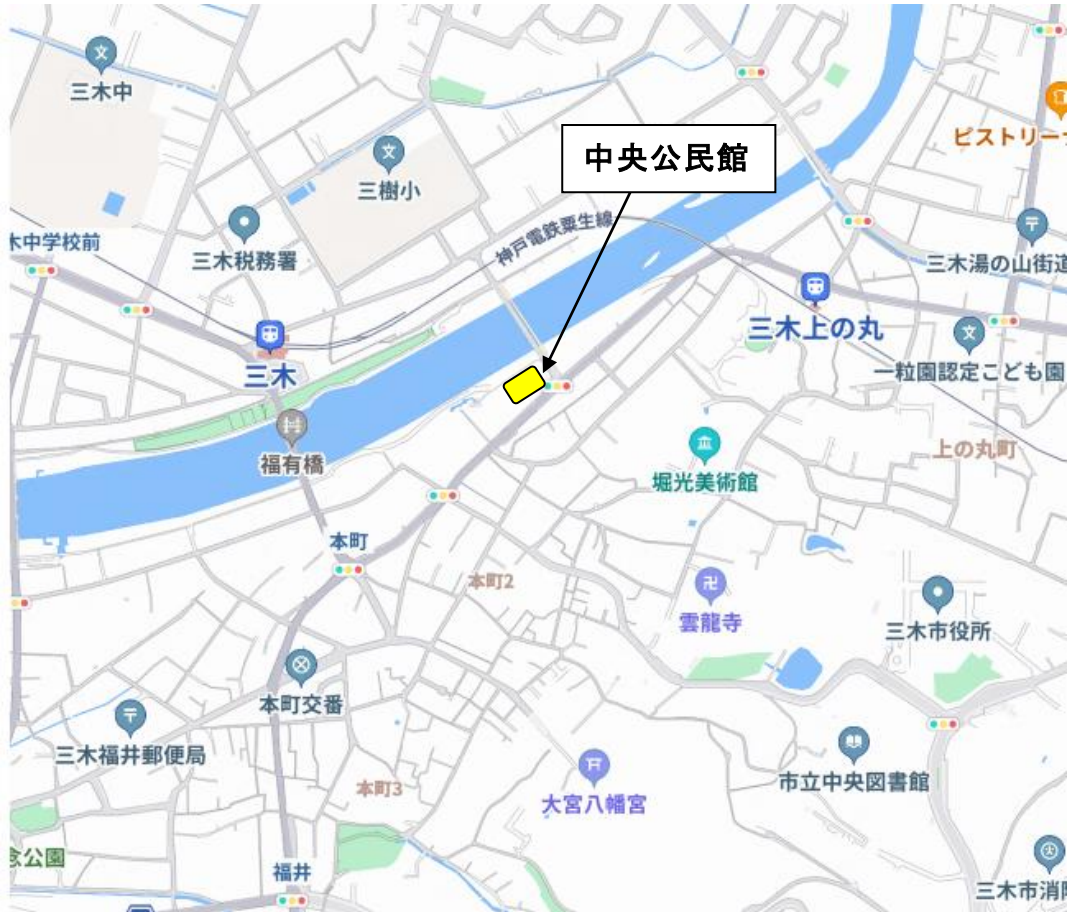 三木中
三樹小
中央公民館
ビストリー
神戸電鉄粟生線
木中学校前
三木税務署
三木湯の山街道
三木上の丸
三木
一粒園認定こども園
福有橋
堀光美術館
上の丸町
本町
本町2
雲龍寺
三木市役所
本町交番
三木福井郵便局
市立中央図書館
本町3
大宮八幡宮
念公園
福井
三木市消防